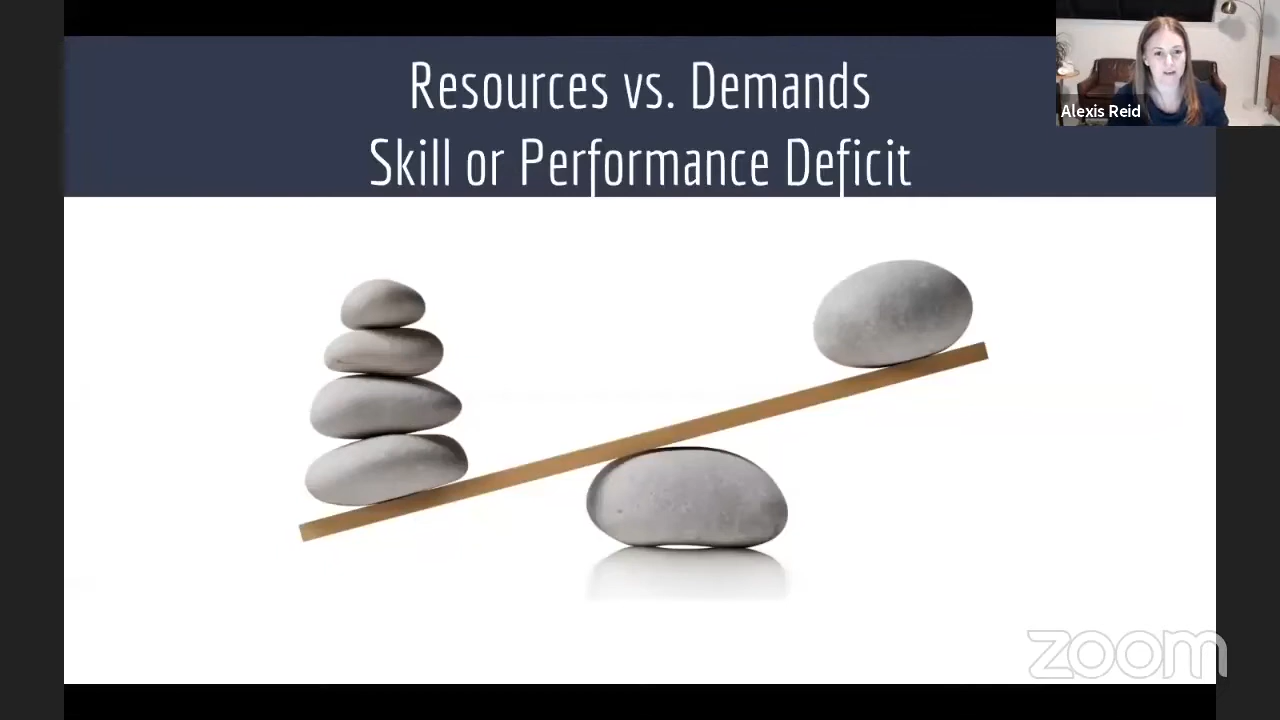 Resources vs. Demands
Skill or Performance Deficit
Alexis Reid
zoom